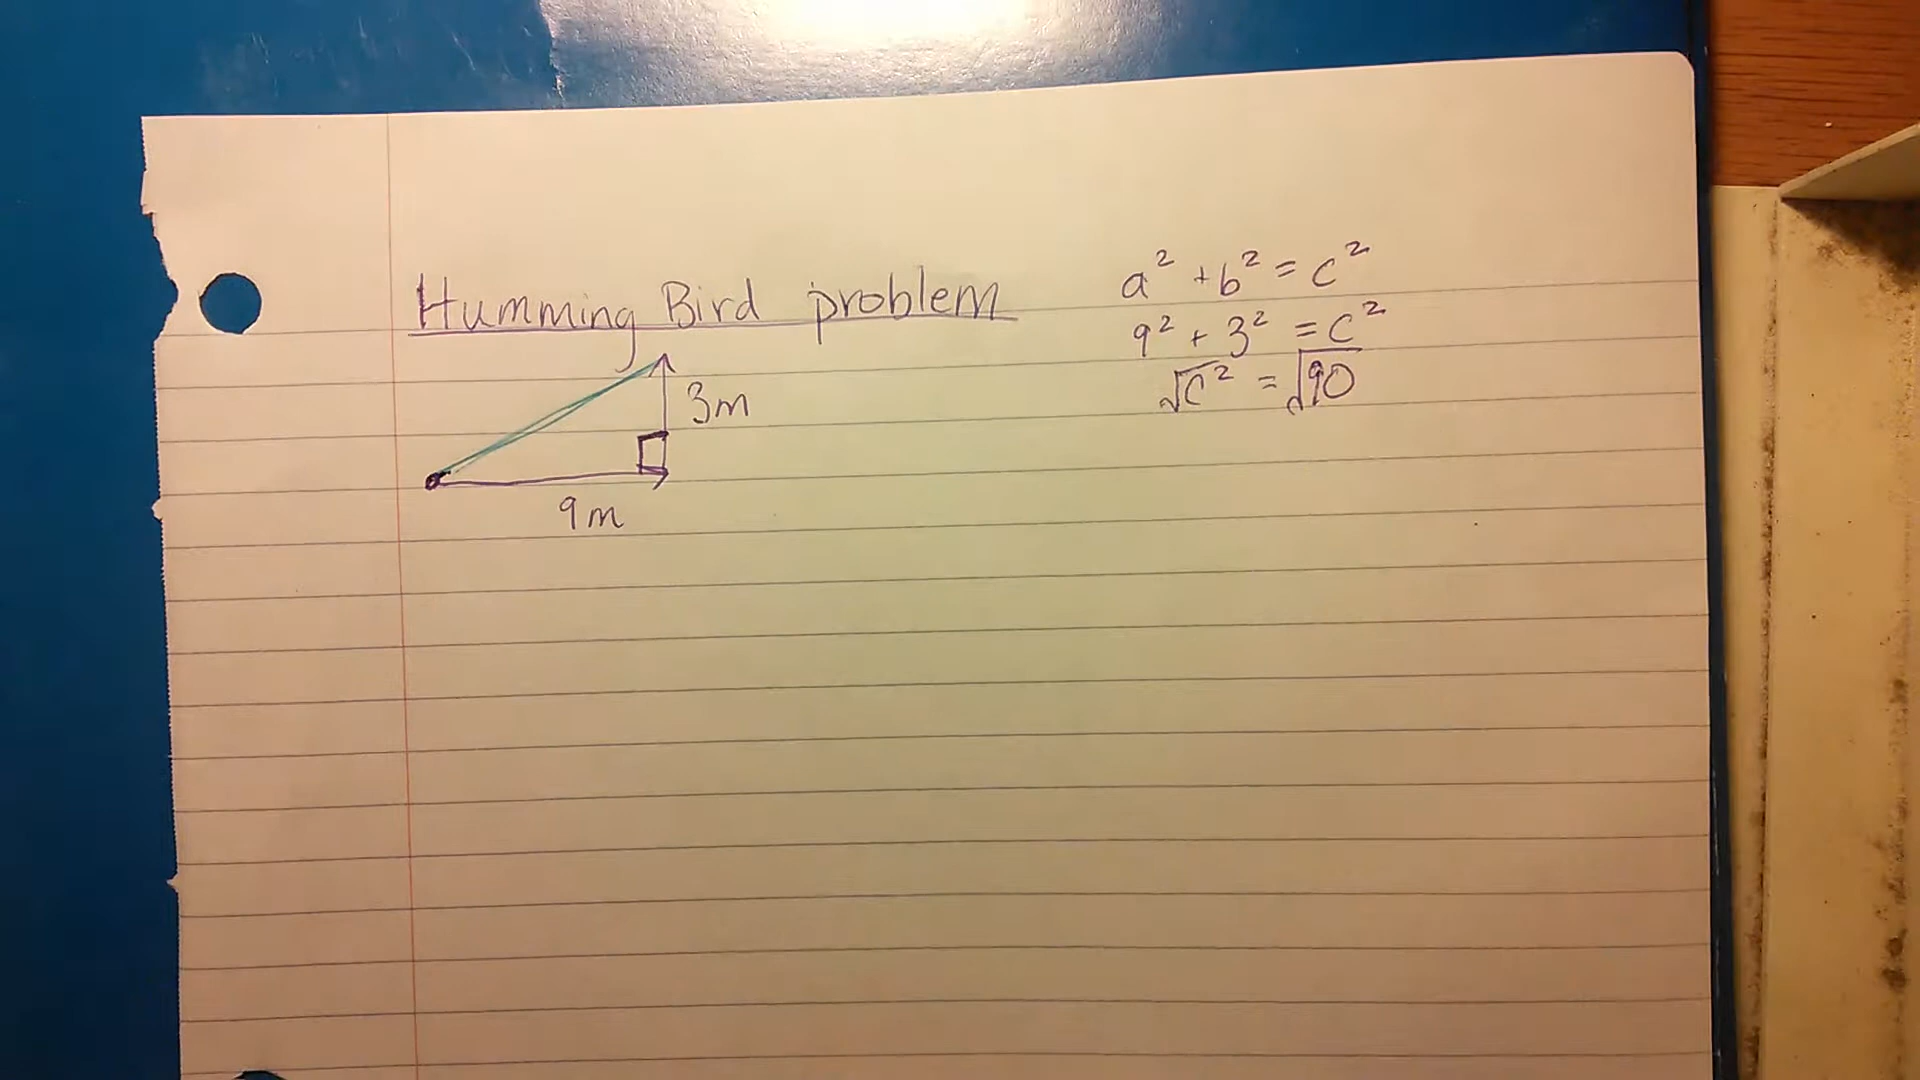 Humming Bird problem
3m
9m
a² + b² = c²
9² + 3² = c²
√c² = √90